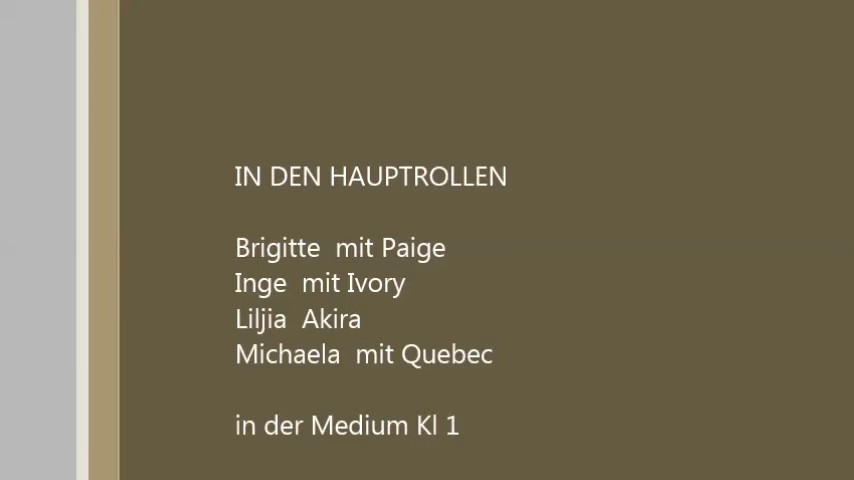 IN DEN HAUPTROLLEN
Brigitte  mit Paige
Inge  mit Ivory
Liljia  Akira
Michaela  mit Quebec
in der Medium Kl 1